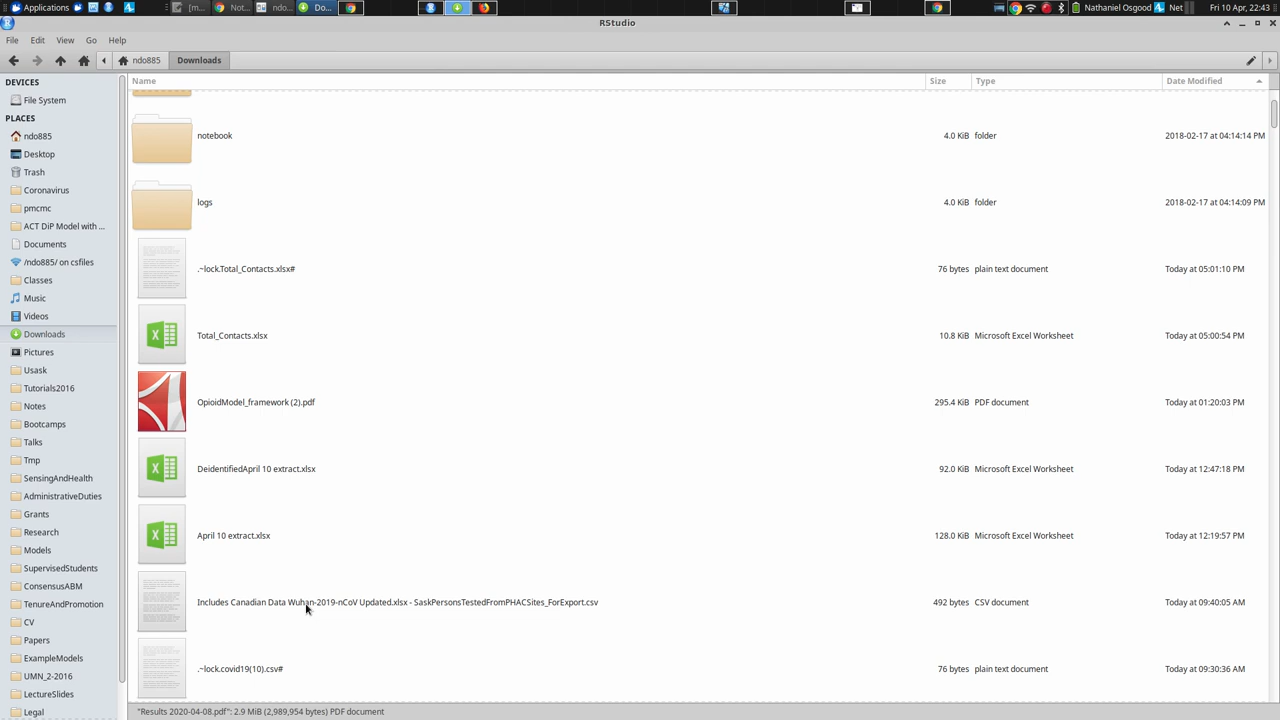 Applications
[m...
Not...
ndo...
Do...
Nathaniel Osgood
Net
Fri 10 Apr, 22:43
RStudio
File Edit View Go Help
ndo885 Downloads
DEVICES
File System
PLACES
ndo885
Desktop
Trash
Coronavirus
pmcmc
ACT DiP Model with ...
Documents
/ndo885/ on csfiles
Classes
Music
Videos
Downloads
Pictures
Usask
Tutorials2016
Notes
Bootcamps
Talks
Tmp
SensingAndHealth
AdministrativeDuties
Grants
Research
Models
SupervisedStudents
ConsensusABM
TenureAndPromotion
CV
Papers
ExampleModels
UMN_2-2016
LectureSlides
Legal
Name Size Type Date Modified
notebook 4.0 KiB folder 2018-02-17 at 04:14:14 PM
logs 4.0 KiB folder 2018-02-17 at 04:14:09 PM
.~lock.Total_Contacts.xlsx# 76 bytes plain text document Today at 05:01:10 PM
Total_Contacts.xlsx 10.8 KiB Microsoft Excel Worksheet Today at 05:00:54 PM
OpioidModel_framework (2).pdf 295.4 KiB PDF document Today at 01:20:03 PM
DeidentifiedApril 10 extract.xlsx 92.0 KiB Microsoft Excel Worksheet Today at 12:47:18 PM
April 10 extract.xlsx 128.0 KiB Microsoft Excel Worksheet Today at 12:19:57 PM
Includes Canadian Data Wuhan-2019-nCoV Updated.xlsx - SaskPersonsTestedFromPHACSites_ForExport.csv 492 bytes CSV document Today at 09:40:05 AM
.~lock.covid19(10).csv# 76 bytes plain text document Today at 09:30:36 AM
"Results 2020-04-08.pdf": 2.9 MiB (2,989,954 bytes) PDF document